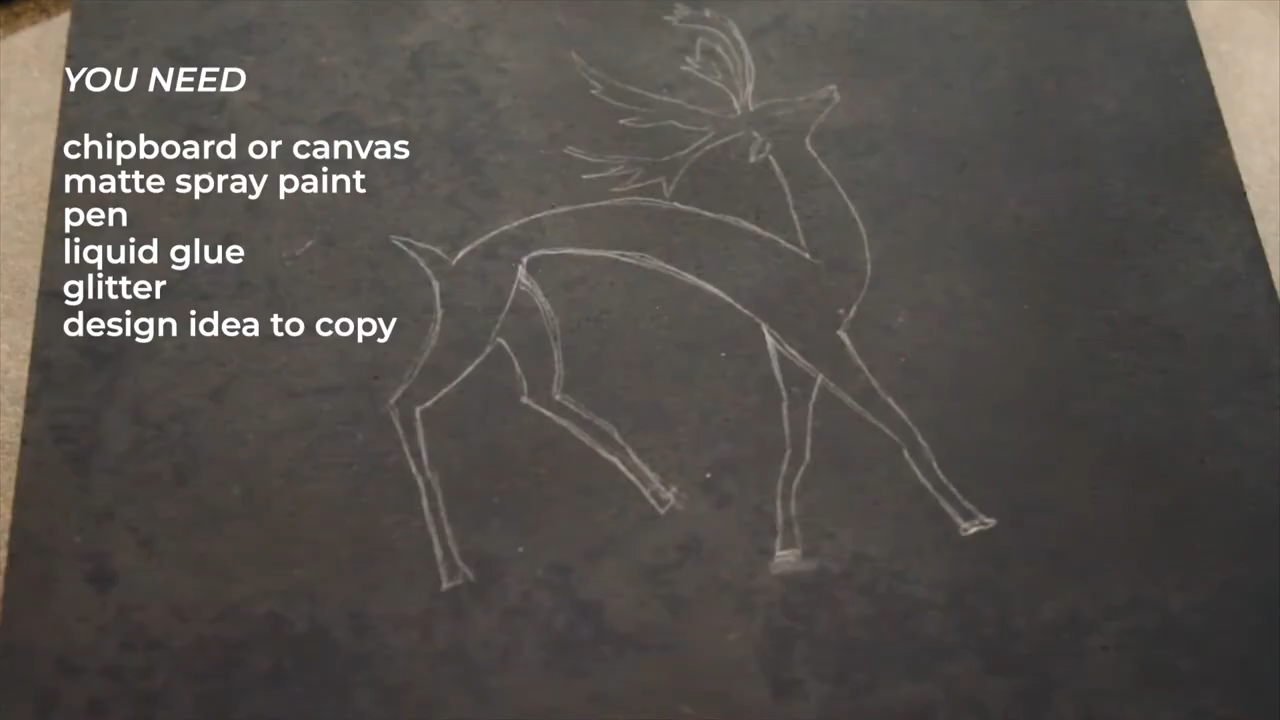 YOU NEED
chipboard or canvas
matte spray paint
pen
liquid glue
glitter
design idea to copy